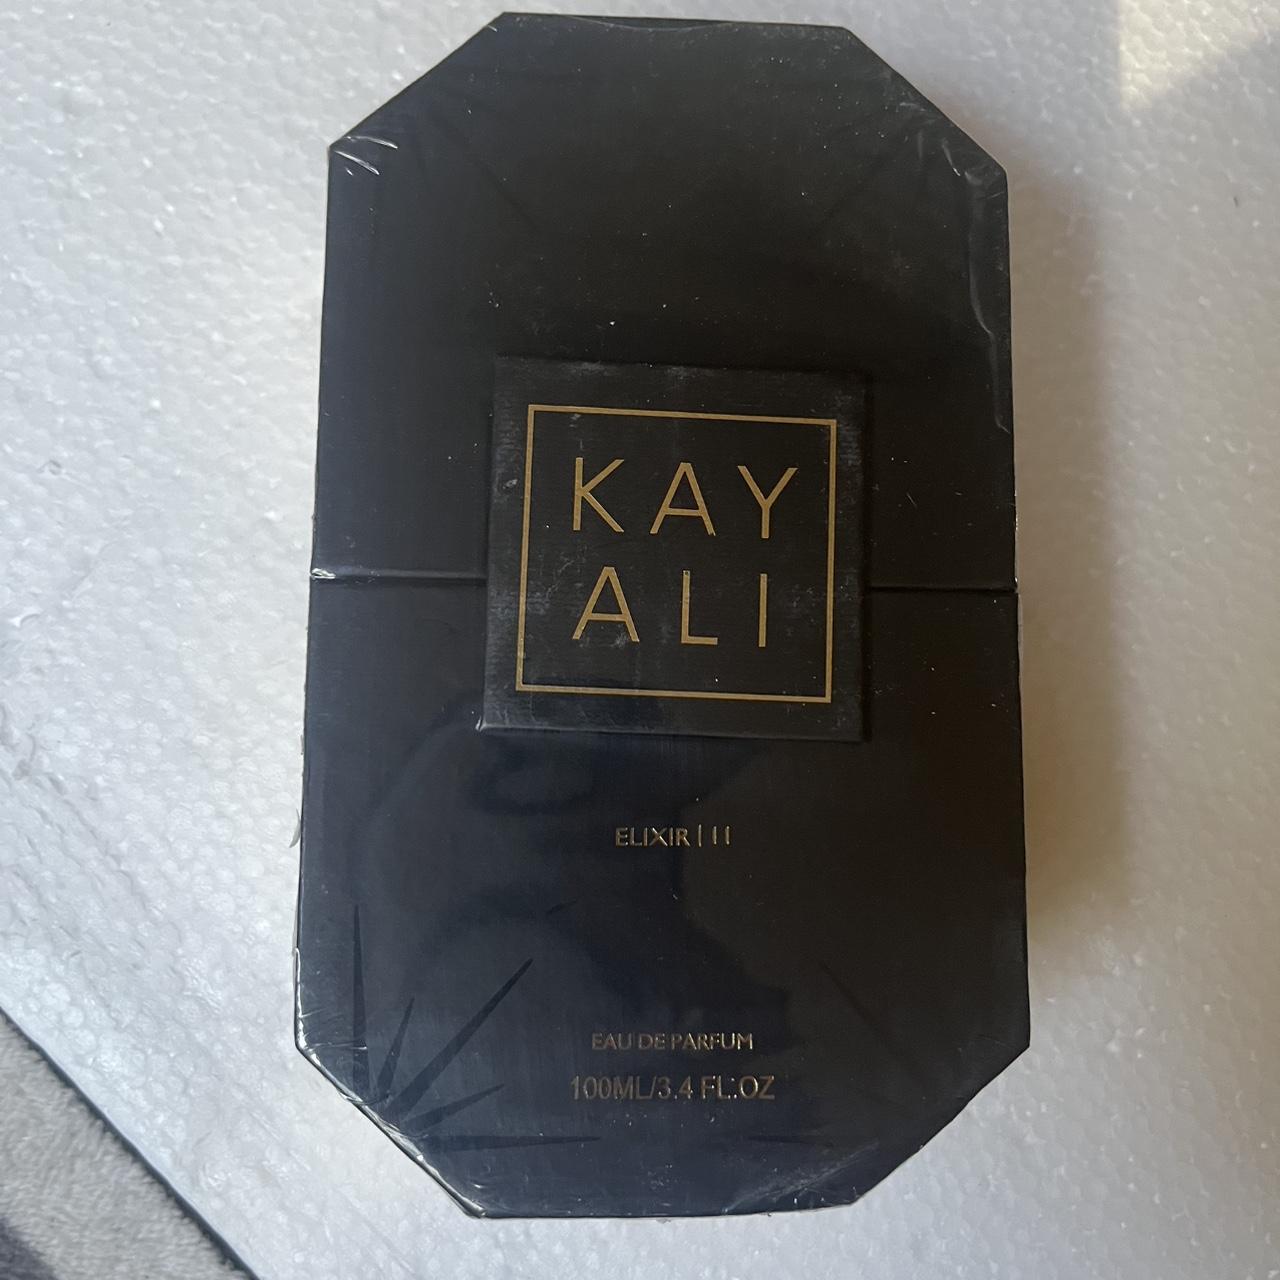 KAY
ALI
ELIXIR | 11
EAU DE PARFUM
100ML/3.4 FL.OZ